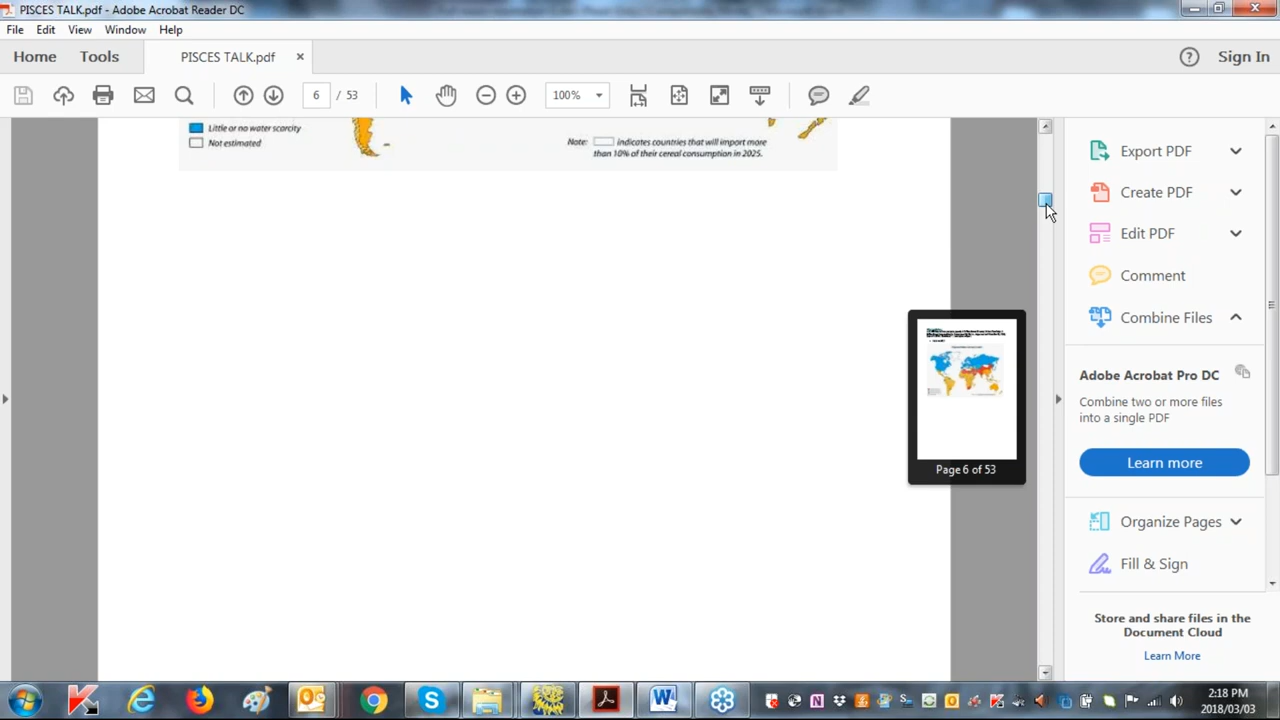 PISCES TALK.pdf - Adobe Acrobat Reader DC
File Edit View Window Help
Home Tools PISCES TALK.pdf × Sign In
6 / 53 100%
Little or no water scarcity
Not estimated
Note: indicates countries that will import more
than 10% of their cereal consumption in 2025.
Page 6 of 53
Export PDF
Create PDF
Edit PDF
Comment
Combine Files
Adobe Acrobat Pro DC
Combine two or more files
into a single PDF
Learn more
Organize Pages
Fill & Sign
Store and share files in the
Document Cloud
Learn More
2:18 PM
2018/03/03